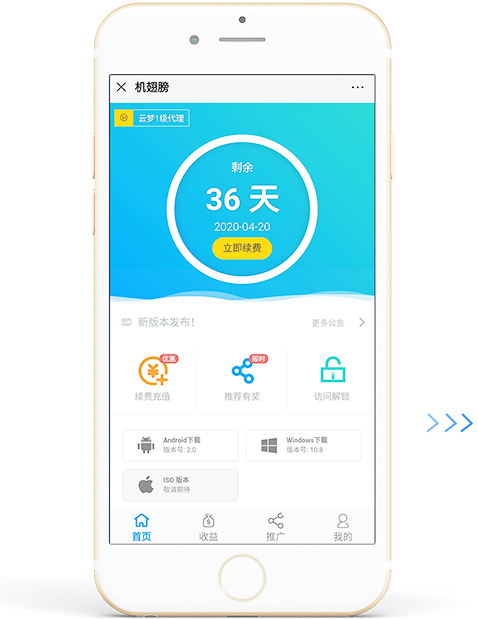 机翅膀
云梦1级代理
剩余
36 天
2020-04-20
立即续费
新版本发布!
更多公告
优惠
限时
续费充值
推荐有奖
访问解锁
Android下载
版本号: 2.0
Windows下载
版本号: 10.8
ISO 版本
敬请期待
首页
收益
推广
我的